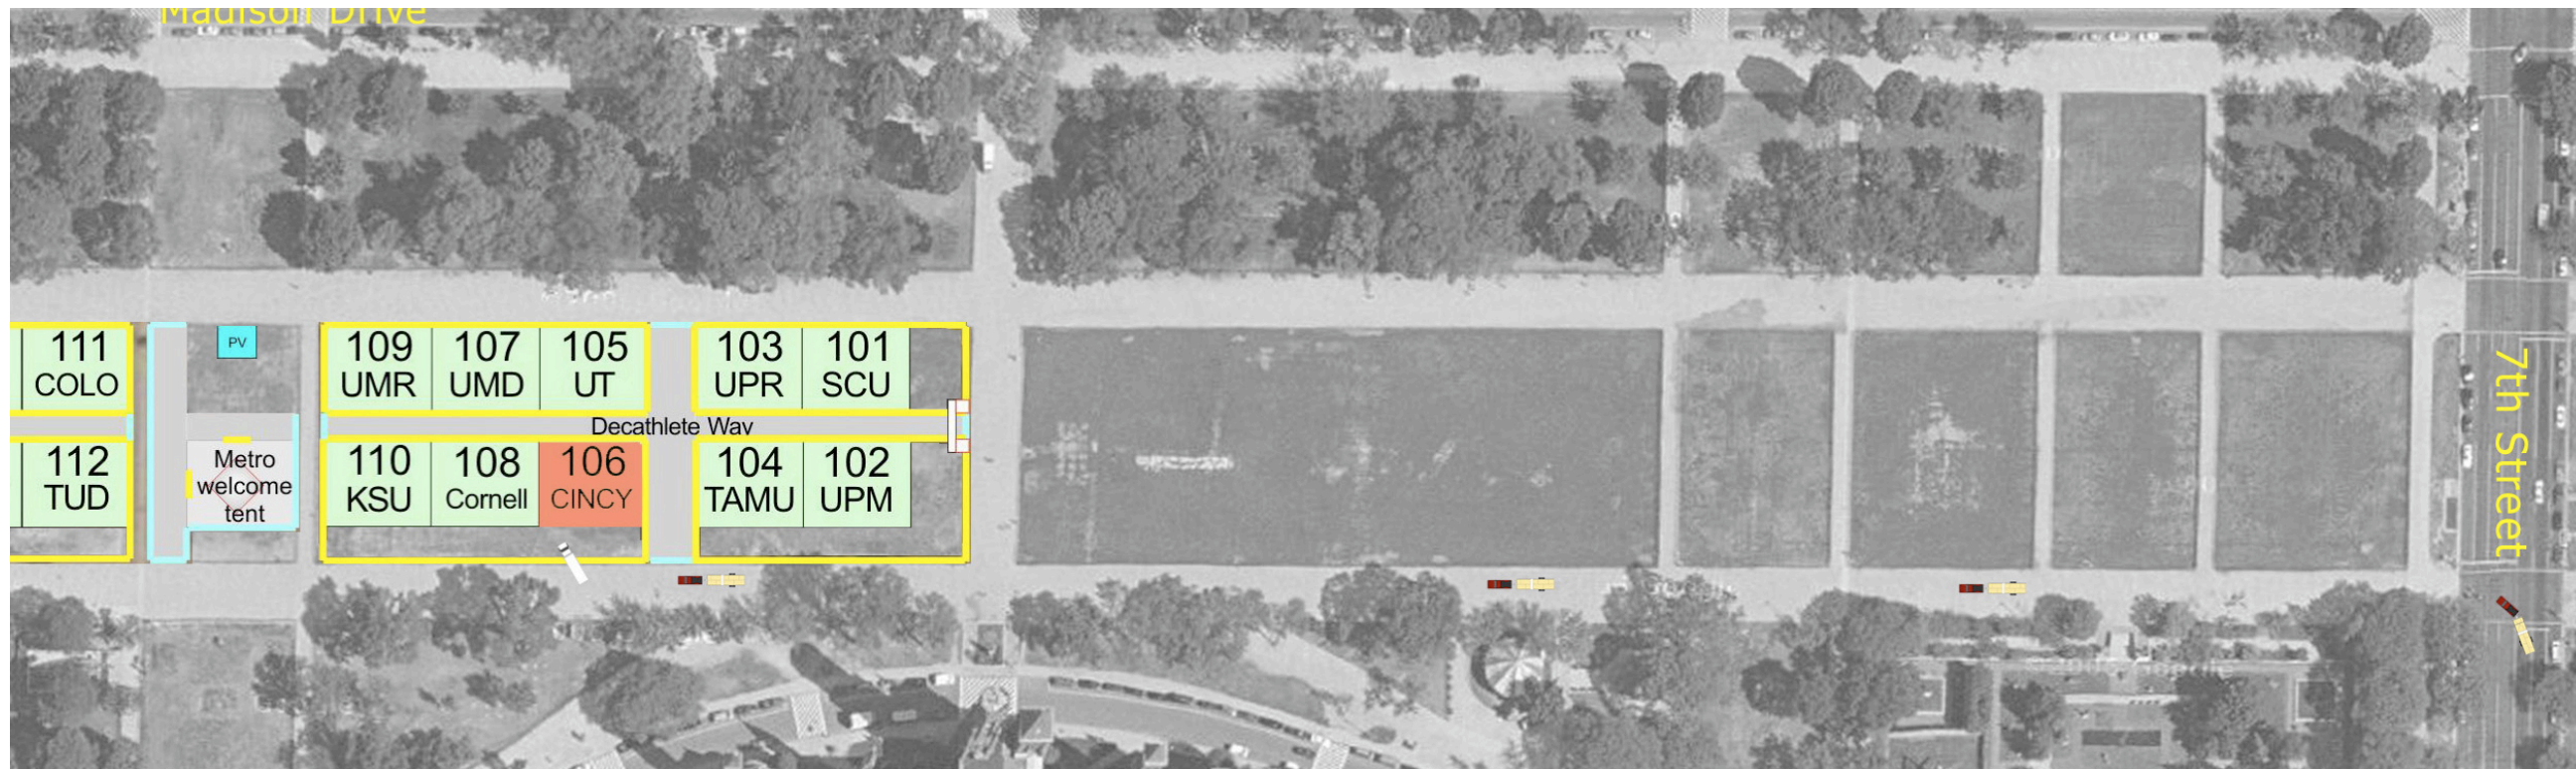 Madison Drive
111
COLO
PV
109
UMR
107
UMD
105
UT
103
UPR
101
SCU
Decathlete Way
112
TUD
Metro
welcome
tent
110
KSU
108
Cornell
106
CINCY
104
TAMU
102
UPM
7th Street